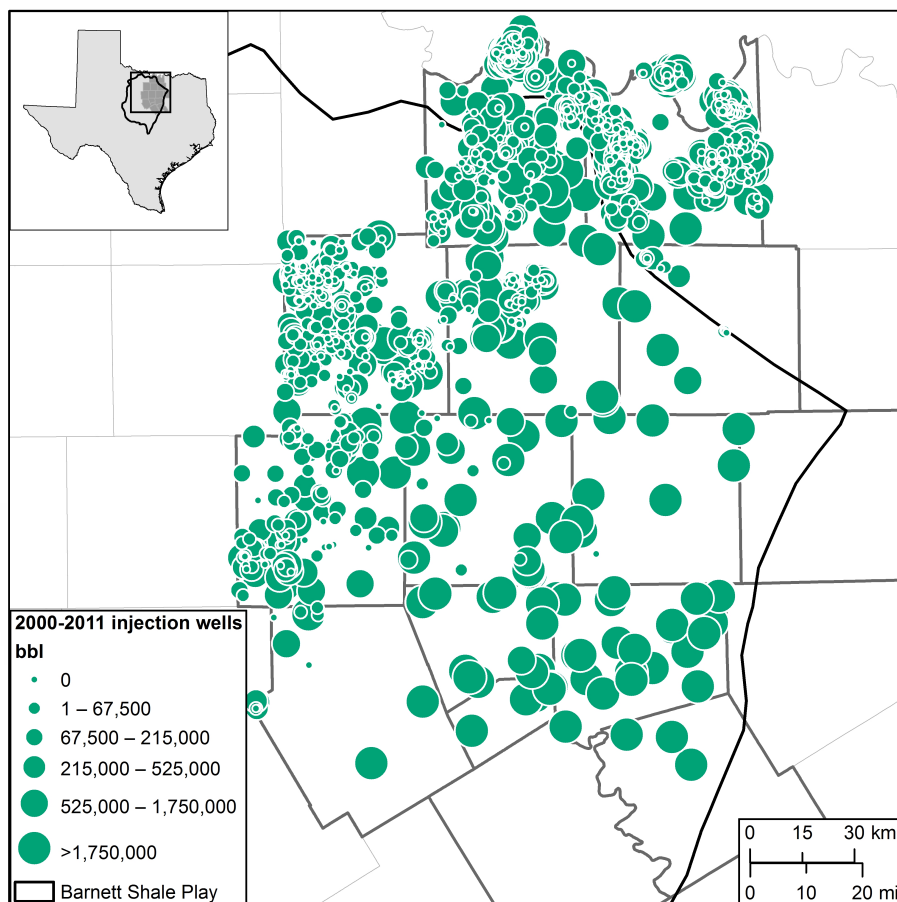 2000-2011 injection wells
bbl
0
1 – 67,500
67,500 – 215,000
215,000 – 525,000
525,000 – 1,750,000
>1,750,000
Barnett Shale Play
0 15 30 km
0 10 20 mi